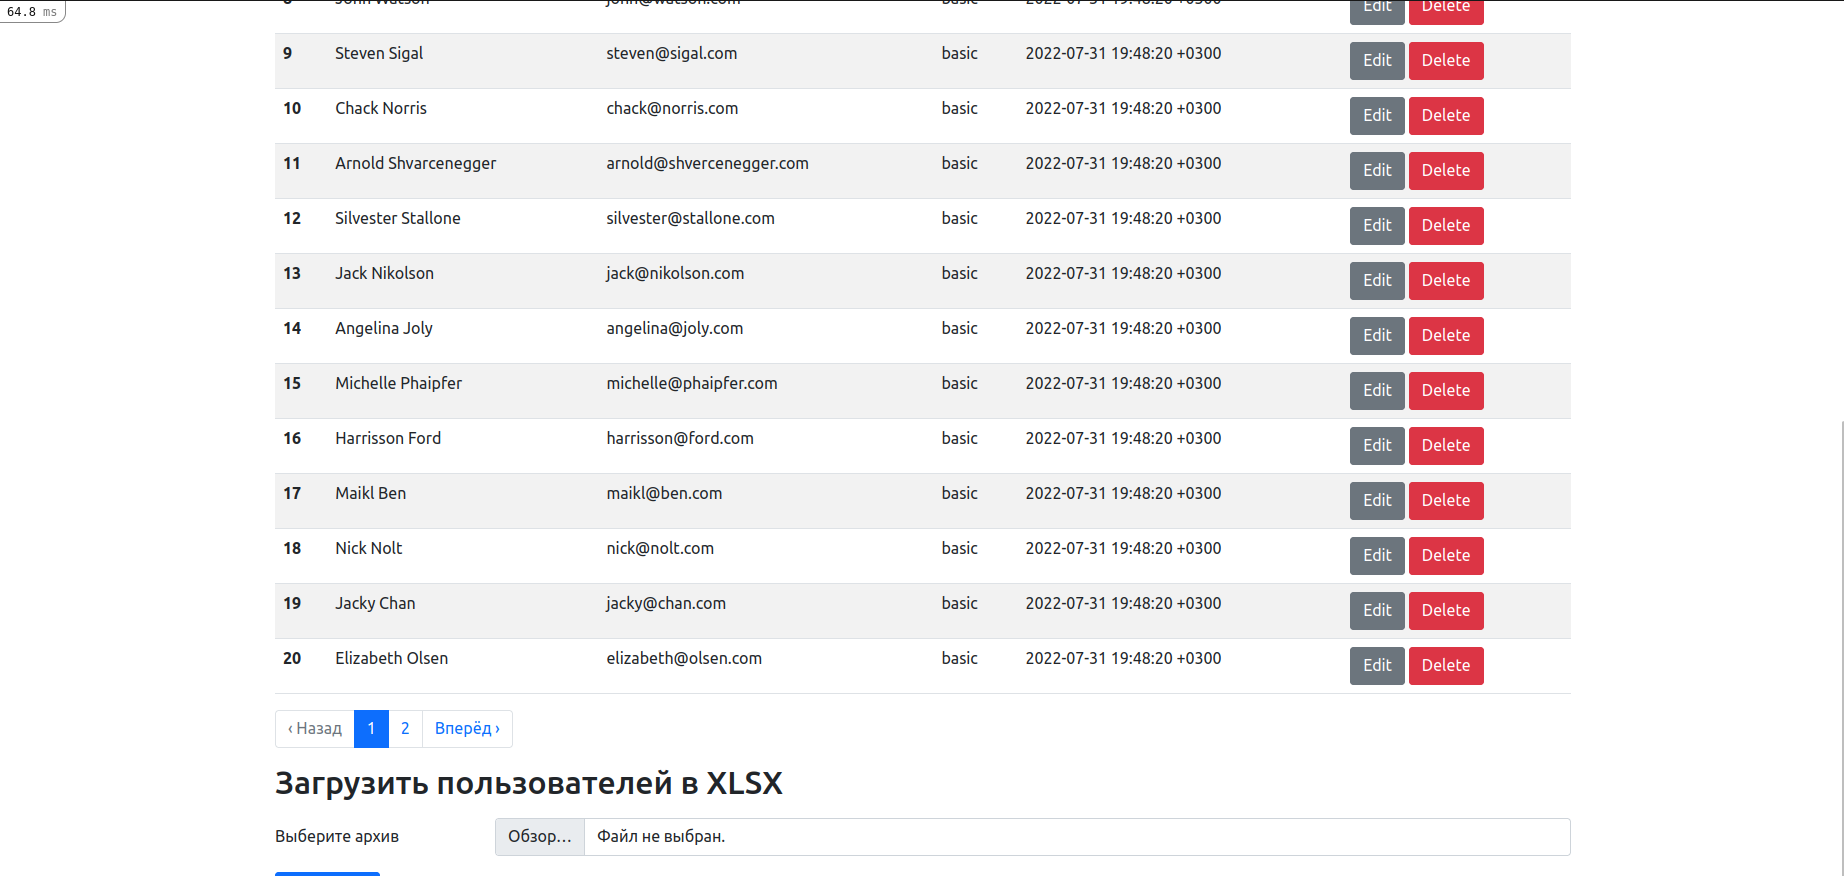 64.8 ms
8 John Watson john@watson.com Edit Delete
9 Steven Sigal steven@sigal.com basic 2022-07-31 19:48:20 +0300 Edit Delete
10 Chack Norris chack@norris.com basic 2022-07-31 19:48:20 +0300 Edit Delete
11 Arnold Shvarcenegger arnold@shvercenegger.com basic 2022-07-31 19:48:20 +0300 Edit Delete
12 Silvester Stallone silvester@stallone.com basic 2022-07-31 19:48:20 +0300 Edit Delete
13 Jack Nikolson jack@nikolson.com basic 2022-07-31 19:48:20 +0300 Edit Delete
14 Angelina Joly angelina@joly.com basic 2022-07-31 19:48:20 +0300 Edit Delete
15 Michelle Phaipfer michelle@phaipfer.com basic 2022-07-31 19:48:20 +0300 Edit Delete
16 Harrisson Ford harrisson@ford.com basic 2022-07-31 19:48:20 +0300 Edit Delete
17 Maikl Ben maikl@ben.com basic 2022-07-31 19:48:20 +0300 Edit Delete
18 Nick Nolt nick@nolt.com basic 2022-07-31 19:48:20 +0300 Edit Delete
19 Jacky Chan jacky@chan.com basic 2022-07-31 19:48:20 +0300 Edit Delete
20 Elizabeth Olsen elizabeth@olsen.com basic 2022-07-31 19:48:20 +0300 Edit Delete
‹ Назад 1 2 Вперёд ›
Загрузить пользователей в XLSX
Выберите архив Обзор... Файл не выбран.